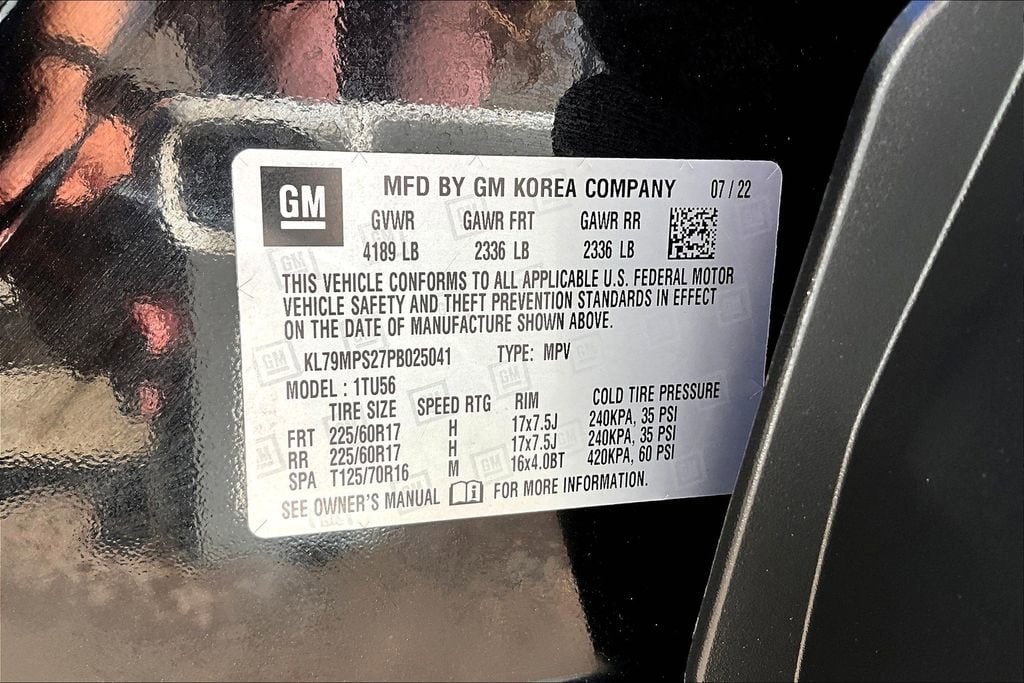 GM MFD BY GM KOREA COMPANY 07 / 22
GVWR GAWR FRT GAWR RR
4189 LB 2336 LB 2336 LB
THIS VEHICLE CONFORMS TO ALL APPLICABLE U.S. FEDERAL MOTOR
VEHICLE SAFETY AND THEFT PREVENTION STANDARDS IN EFFECT
ON THE DATE OF MANUFACTURE SHOWN ABOVE.
KL79MPS27PB025041 TYPE: MPV
MODEL : 1TU56
TIRE SIZE SPEED RTG RIM COLD TIRE PRESSURE
FRT 225/60R17 H 17x7.5J 240KPA, 35 PSI
RR 225/60R17 H 17x7.5J 240KPA, 35 PSI
SPA T125/70R16 M 16x4.0BT 420KPA, 60 PSI
SEE OWNER'S MANUAL FOR MORE INFORMATION.